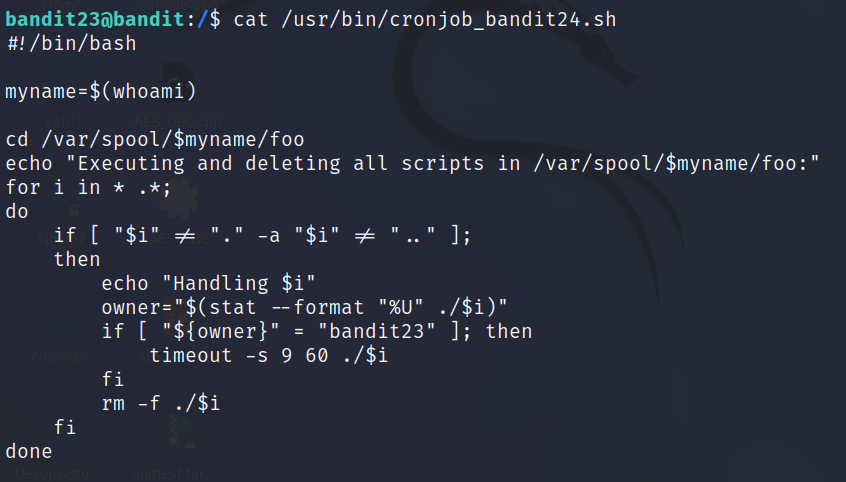 bandit23@bandit:/$ cat /usr/bin/cronjob_bandit24.sh
#!/bin/bash

myname=$(whoami)

cd /var/spool/$myname/foo
echo "Executing and deleting all scripts in /var/spool/$myname/foo:"
for i in * .*;
do
    if [ "$i" != "." -a "$i" != ".." ];
    then
        echo "Handling $i"
        owner="$(stat --format "%U" ./$i)"
        if [ "${owner}" = "bandit23" ]; then
            timeout -s 9 60 ./$i
        fi
        rm -f ./$i
    fi
done